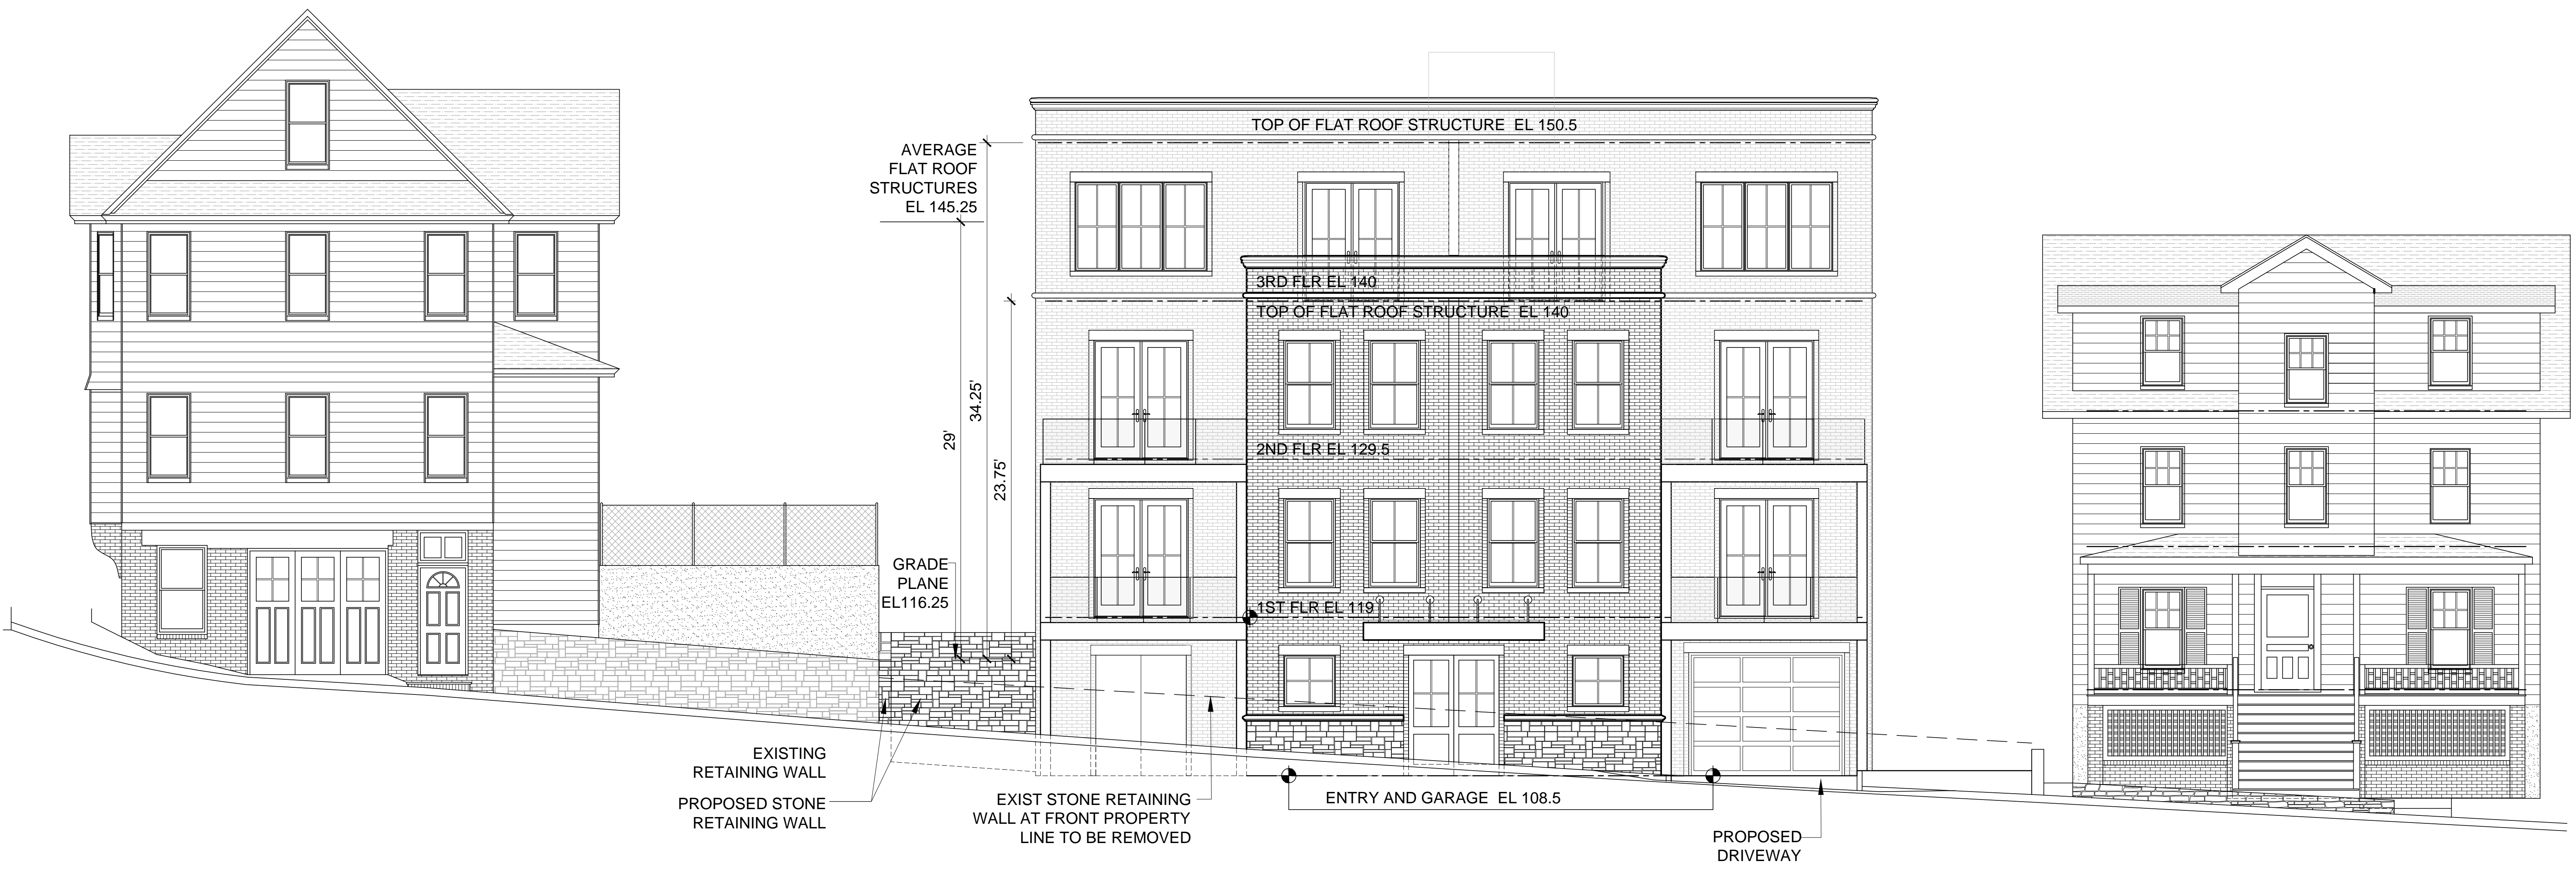 TOP OF FLAT ROOF STRUCTURE EL 150.5
AVERAGE
FLAT ROOF
STRUCTURES
EL 145.25
3RD FLR EL 140
TOP OF FLAT ROOF STRUCTURE EL 140
29'
34.25'
23.75'
2ND FLR EL 129.5
GRADE
PLANE
EL116.25
1ST FLR EL 119
EXISTING
RETAINING WALL
PROPOSED STONE
RETAINING WALL
EXIST STONE RETAINING
WALL AT FRONT PROPERTY
LINE TO BE REMOVED
ENTRY AND GARAGE EL 108.5
PROPOSED
DRIVEWAY